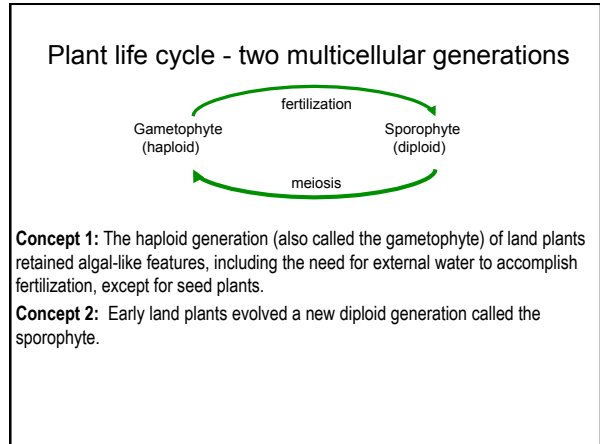 Plant life cycle - two multicellular generations
fertilization
Gametophyte Sporophyte
(haploid) (diploid)
meiosis
Concept 1: The haploid generation (also called the gametophyte) of land plants
retained algal-like features, including the need for external water to accomplish
fertilization, except for seed plants.
Concept 2: Early land plants evolved a new diploid generation called the
sporophyte.